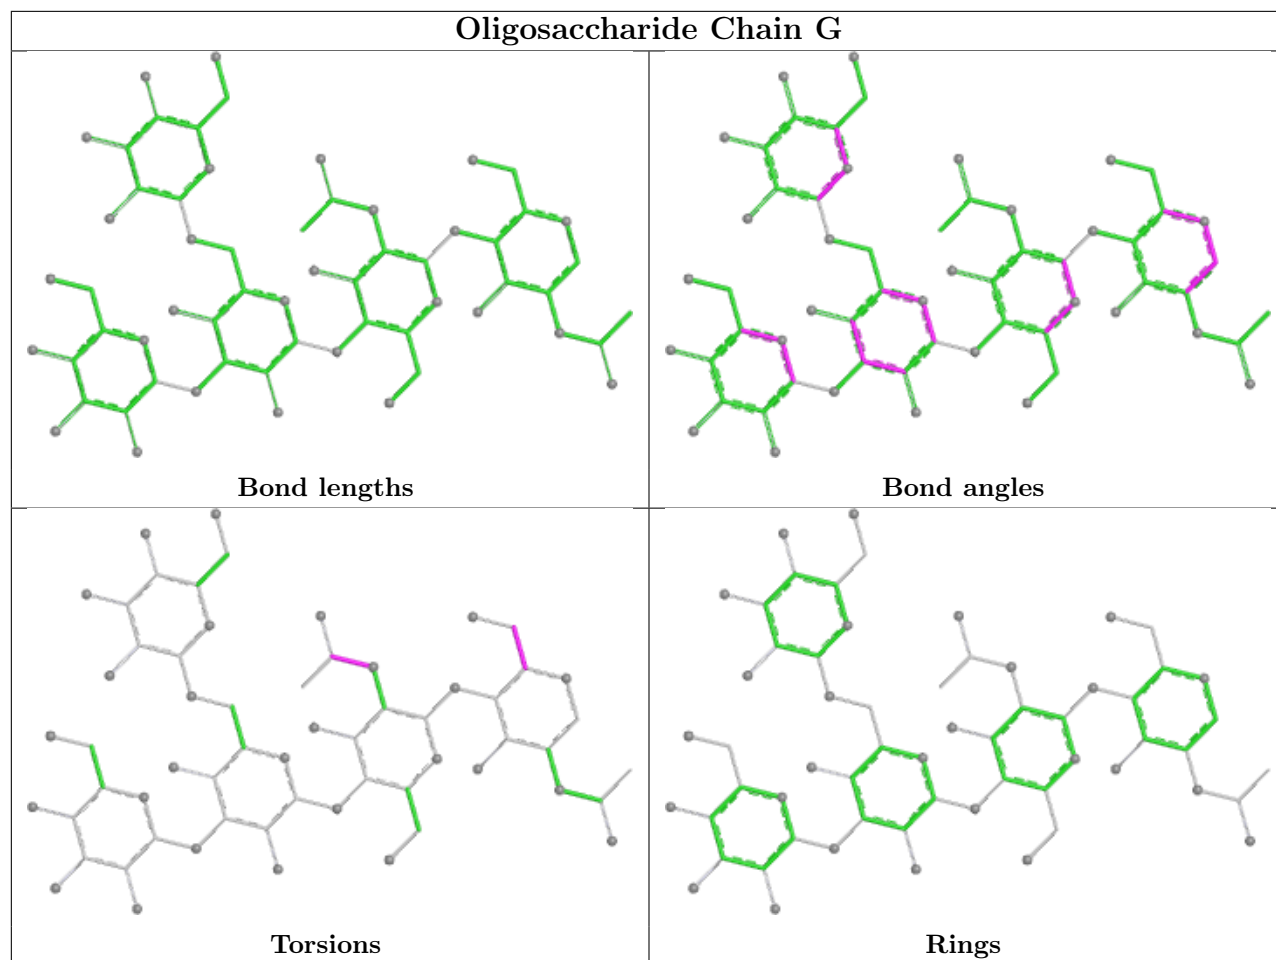 Oligosaccharide Chain G
Bond lengths
Bond angles
Torsions
Rings